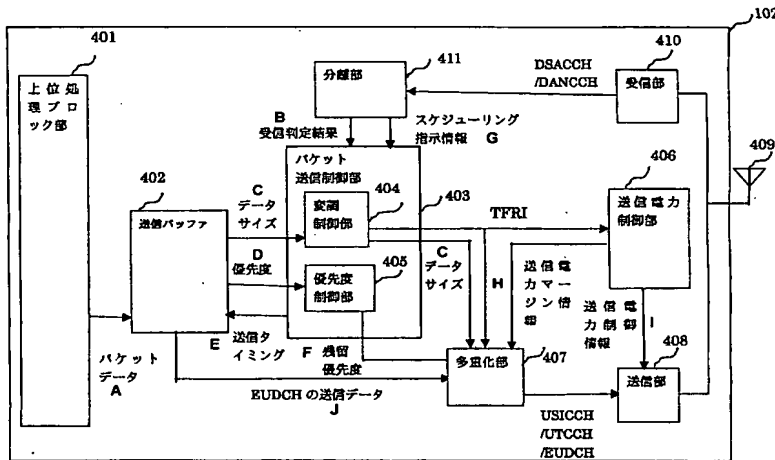 102
401
上位処
理ブロ
ック部
分離部
411
DSACCH
/DANCCH
410
受信部
409
B
受信判定結果
スケジューリング
指示情報 G
402
送信バッファ
C
データ
サイズ
D
優先度
パケット
送信制御部
403
変調
制御部
404
405
優先度
制御部
TFRI
C
データ
サイズ
H
送信電
力マー
ジン情
報
406
送信電力
制御部
送信電
力制御
情報
I
E
送信タ
イミング
F 残留
優先度
パケット
データ
A
多重化部
407
408
送信部
EUDCH の送信データ
J
USICCH
/UTCCH
/EUDCH